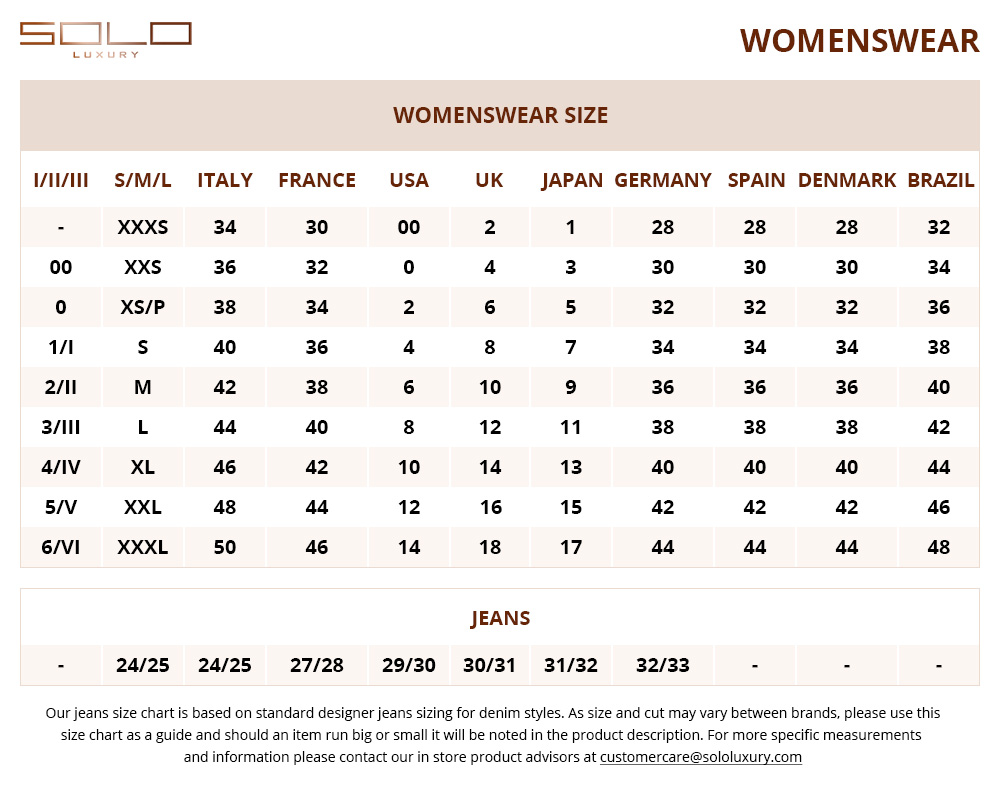 SOLO
LUXURY
WOMENSWEAR
WOMENSWEAR SIZE
I/II/III S/M/L ITALY FRANCE USA UK JAPAN GERMANY SPAIN DENMARK BRAZIL
- XXXS 34 30 00 2 1 28 28 28 32
00 XXS 36 32 0 4 3 30 30 30 34
0 XS/P 38 34 2 6 5 32 32 32 36
1/I S 40 36 4 8 7 34 34 34 38
2/II M 42 38 6 10 9 36 36 36 40
3/III L 44 40 8 12 11 38 38 38 42
4/IV XL 46 42 10 14 13 40 40 40 44
5/V XXL 48 44 12 16 15 42 42 42 46
6/VI XXXL 50 46 14 18 17 44 44 44 48
JEANS
- 24/25 24/25 27/28 29/30 30/31 31/32 32/33 - - -
Our jeans size chart is based on standard designer jeans sizing for denim styles. As size and cut may vary between brands, please use this
size chart as a guide and should an item run big or small it will be noted in the product description. For more specific measurements
and information please contact our in store product advisors at customercare@sololuxury.com